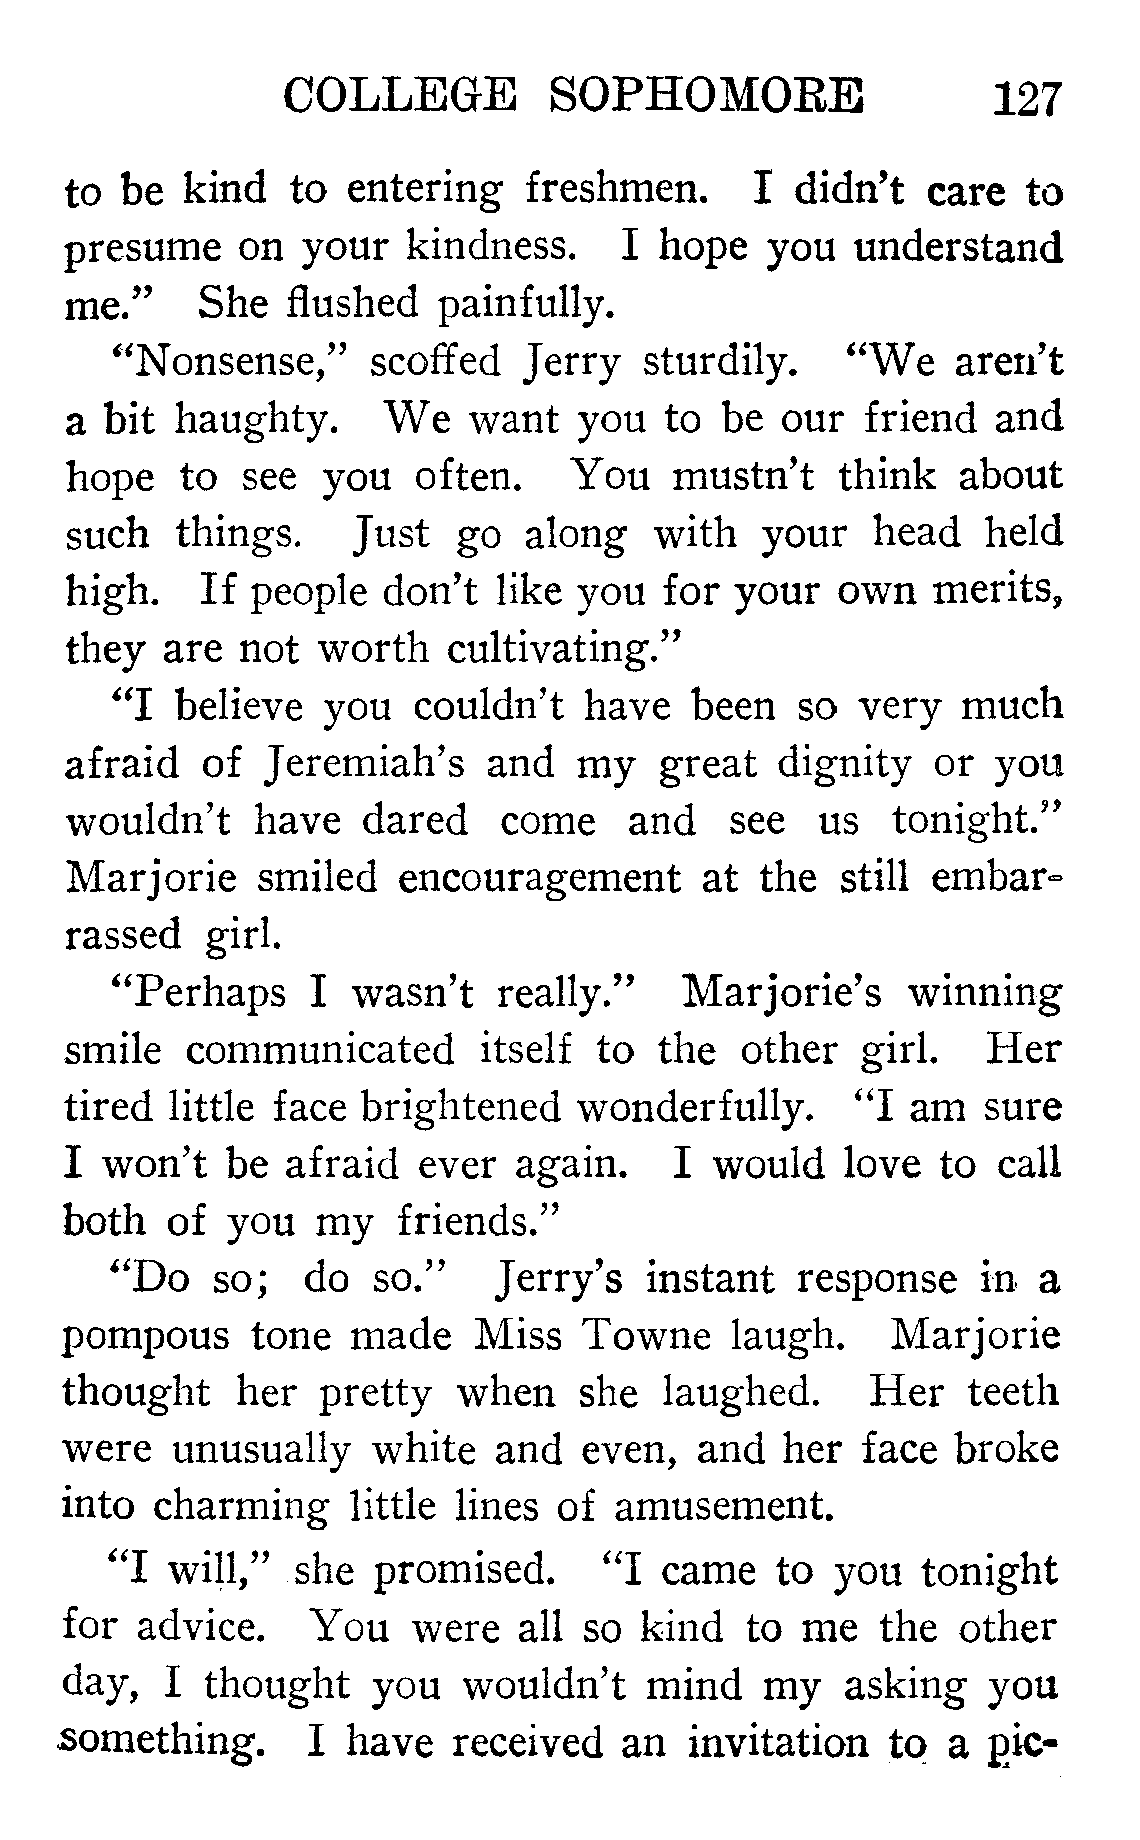 COLLEGE SOPHOMORE 127
to be kind to entering freshmen. I didn't care to
presume on your kindness. I hope you understand
me.” She flushed painfully.
“Nonsense,” scoffed Jerry sturdily. “We aren't
a bit haughty. We want you to be our friend and
hope to see you often. You mustn't think about
such things. Just go along with your head held
high. If people don't like you for your own merits,
they are not worth cultivating.”
“I believe you couldn't have been so very much
afraid of Jeremiah's and my great dignity or you
wouldn't have dared come and see us tonight.”
Marjorie smiled encouragement at the still embar-
rassed girl.
“Perhaps I wasn't really.” Marjorie's winning
smile communicated itself to the other girl. Her
tired little face brightened wonderfully. “I am sure
I won't be afraid ever again. I would love to call
both of you my friends.”
“Do so; do so.” Jerry's instant response in a
pompous tone made Miss Towne laugh. Marjorie
thought her pretty when she laughed. Her teeth
were unusually white and even, and her face broke
into charming little lines of amusement.
“I will,” she promised. “I came to you tonight
for advice. You were all so kind to me the other
day, I thought you wouldn't mind my asking you
something. I have received an invitation to a pic-